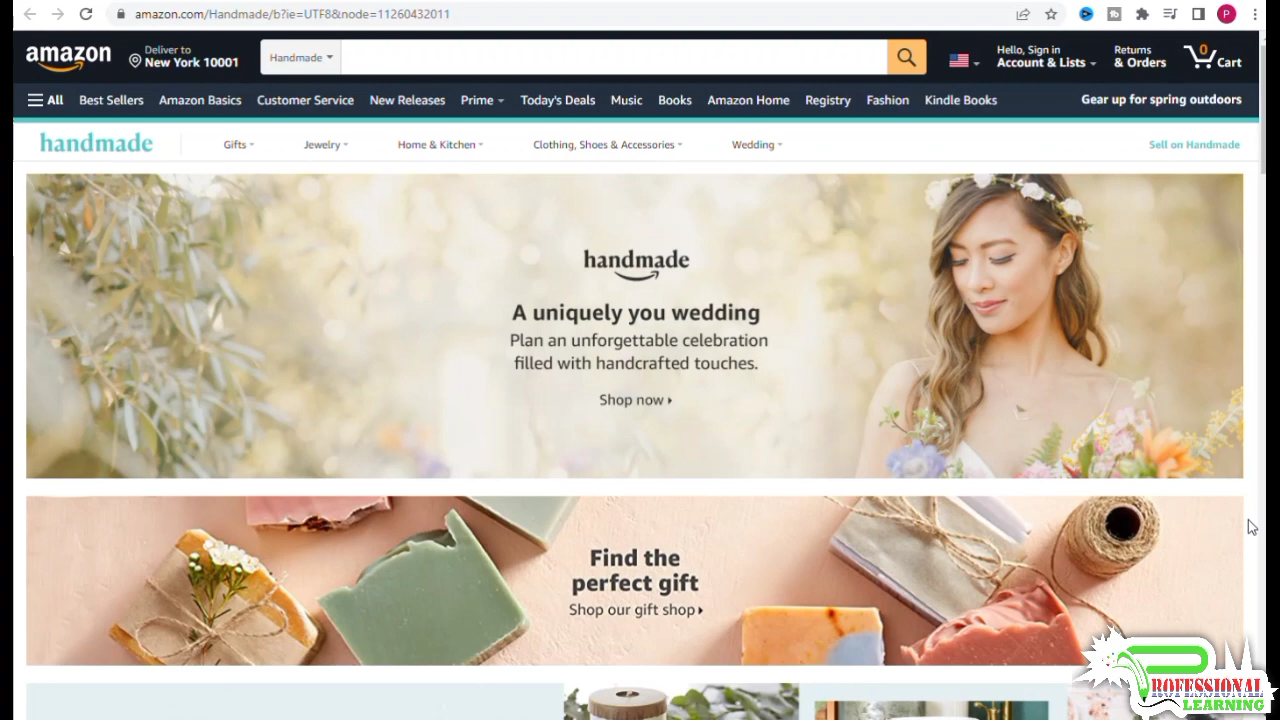 amazon.com/Handmade/b?ie=UTF8&node=11260432011
P
amazon
Deliver to
New York 10001
Handmade
Hello, Sign in
Account & Lists
Returns
& Orders
0
Cart
All
Best Sellers
Amazon Basics
Customer Service
New Releases
Prime
Today's Deals
Music
Books
Amazon Home
Registry
Fashion
Kindle Books
Gear up for spring outdoors
handmade
Gifts
Jewelry
Home & Kitchen
Clothing, Shoes & Accessories
Wedding
Sell on Handmade
handmade
A uniquely you wedding
Plan an unforgettable celebration
filled with handcrafted touches.
Shop now
Find the
perfect gift
Shop our gift shop
PROFESSIONAL
LEARNING